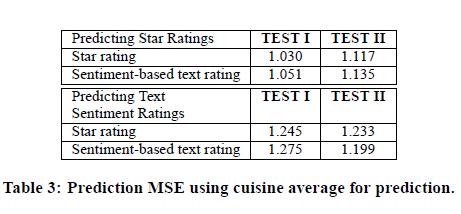 Predicting Star Ratings TEST I TEST II
Star rating 1.030 1.117
Sentiment-based text rating 1.051 1.135
Predicting Text TEST I TEST II
Sentiment Ratings
Star rating 1.245 1.233
Sentiment-based text rating 1.275 1.199
Table 3: Prediction MSE using cuisine average for prediction.